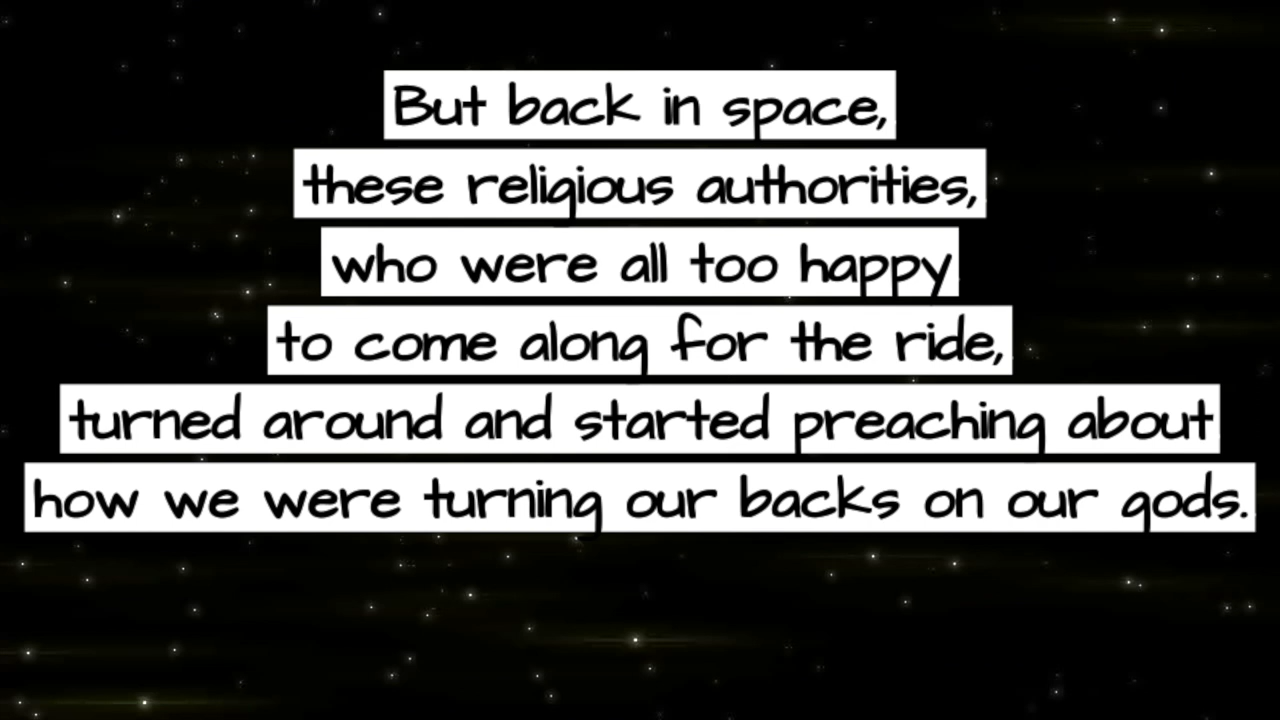 But back in space,
these religious authorities,
who were all too happy
to come along for the ride,
turned around and started preaching about
how we were turning our backs on our gods.